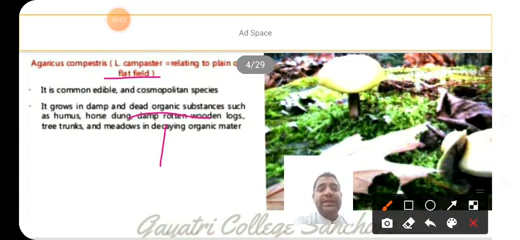 Ad Space
Agaricus compestris ( L. campaster =relating to plain
flat field )
4/29
It is common edible, and cosmopolitan species
It grows in damp and dead organic substances such
as humus, horse dung, damp rotten wooden logs,
tree trunks, and meadows in decaying organic mater
Gayatri College